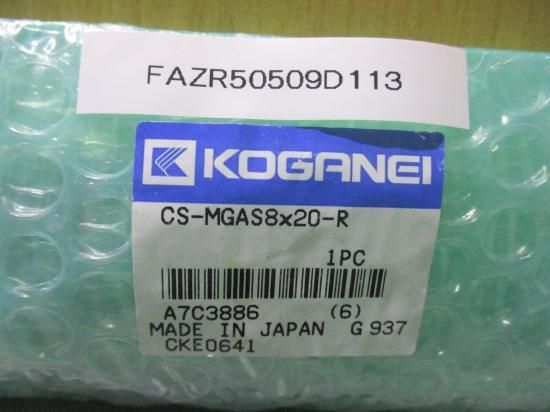 FAZR50509D113
KOGANEI
CS-MGAS8x20-R
1PC
A7C3886 (6)
MADE IN JAPAN G 937
CKE0641